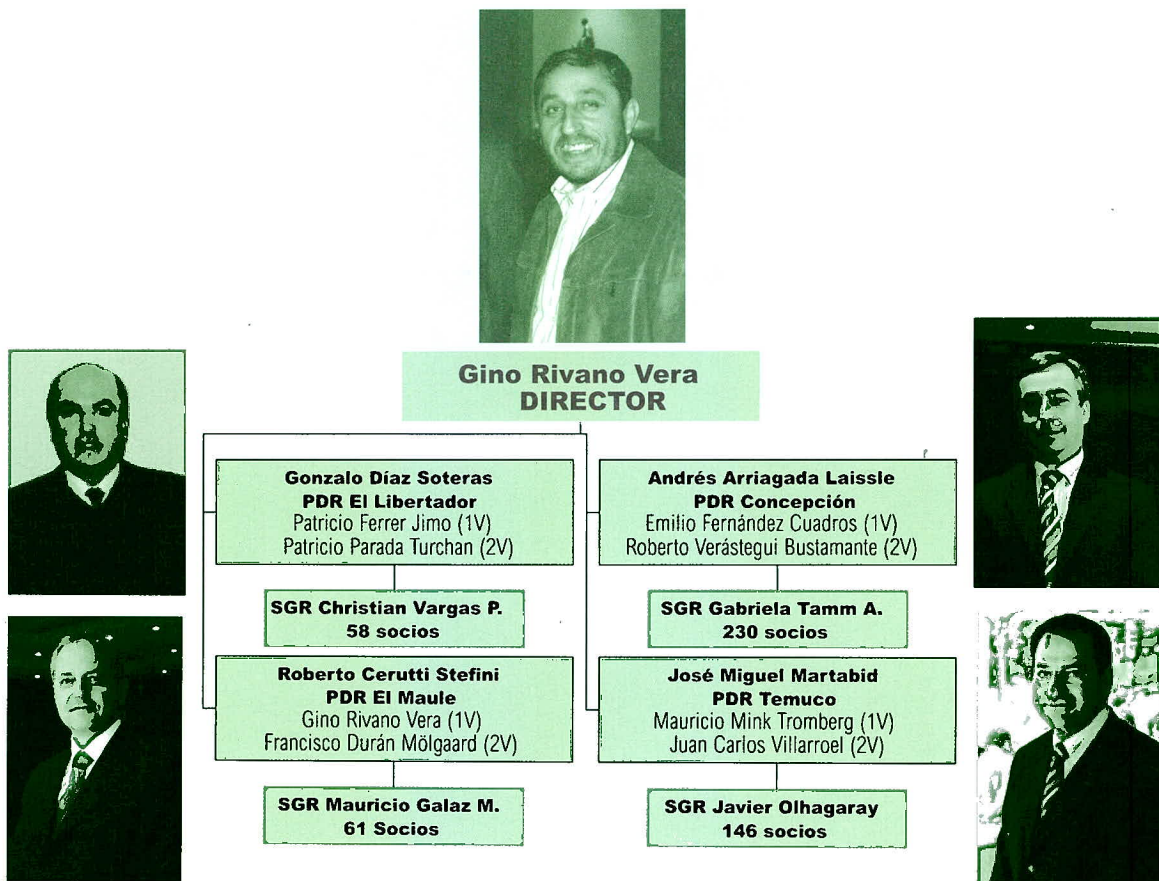 Gino Rivano Vera
DIRECTOR
Gonzalo Díaz Soteras
PDR El Libertador
Patricio Ferrer Jimo (1V)
Patricio Parada Turchan (2V)
SGR Christian Vargas P.
58 socios
Roberto Cerutti Stefini
PDR El Maule
Gino Rivano Vera (1V)
Francisco Durán Mölgaard (2V)
SGR Mauricio Galaz M.
61 Socios
Andrés Arriagada Laissle
PDR Concepción
Emilio Fernández Cuadros (1V)
Roberto Verástegui Bustamante (2V)
SGR Gabriela Tamm A.
230 socios
José Miguel Martabid
PDR Temuco
Mauricio Mink Tromberg (1V)
Juan Carlos Villarroel (2V)
SGR Javier Olhagaray
146 socios